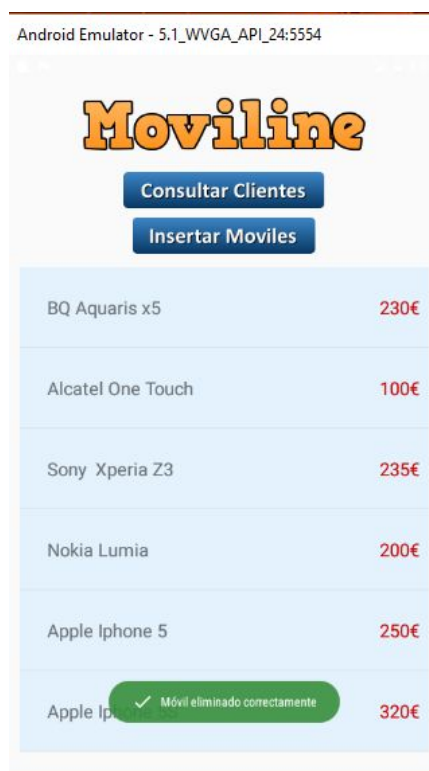 Android Emulator - 5.1_WVGA_API_24:5554
Moviline
Consultar Clientes
Insertar Moviles
BQ Aquaris x5 230€
Alcatel One Touch 100€
Sony Xperia Z3 235€
Nokia Lumia 200€
Apple Iphone 5 250€
Apple 320€
Móvil eliminado correctamente